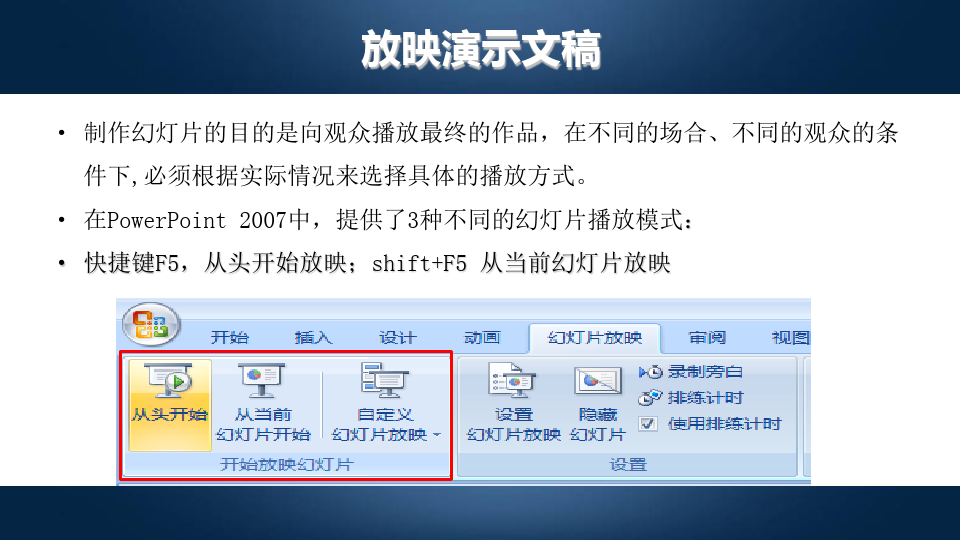 放映演示文稿
• 制作幻灯片的目的是向观众播放最终的作品，在不同的场合、不同的观众的条
件下,必须根据实际情况来选择具体的播放方式。
• 在PowerPoint 2007中，提供了3种不同的幻灯片播放模式：
• 快捷键F5，从头开始放映；shift+F5 从当前幻灯片放映
开始 插入 设计 动画 幻灯片放映 审阅 视图
从头开始
从当前
幻灯片开始
自定义
幻灯片放映
开始放映幻灯片
设置
幻灯片放映
隐藏
幻灯片
录制旁白
排练计时
使用排练计时
设置